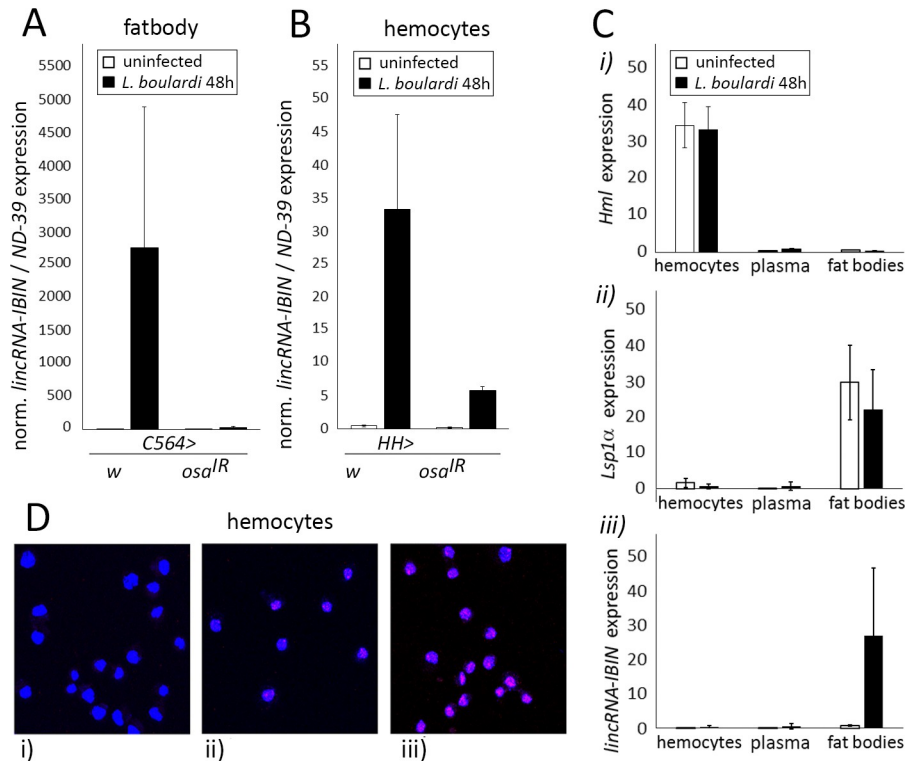 A
fatbody
norm. lincRNA-IBIN / ND-39 expression
5500
5000
4500
4000
3500
3000
2500
2000
1500
1000
500
0
uninfected
L. boulardi 48h
C564>
w osa^IR
B
hemocytes
norm. lincRNA-IBIN / ND-39 expression
55
50
45
40
35
30
25
20
15
10
5
0
uninfected
L. boulardi 48h
HH>
w osa^IR
C
i)
uninfected
L. boulardi 48h
Hml expression
50
40
30
20
10
0
hemocytes plasma fat bodies
ii)
Lsp1α expression
50
40
30
20
10
0
hemocytes plasma fat bodies
iii)
lincRNA-IBIN expression
50
40
30
20
10
0
hemocytes plasma fat bodies
D
hemocytes
i) ii) iii)